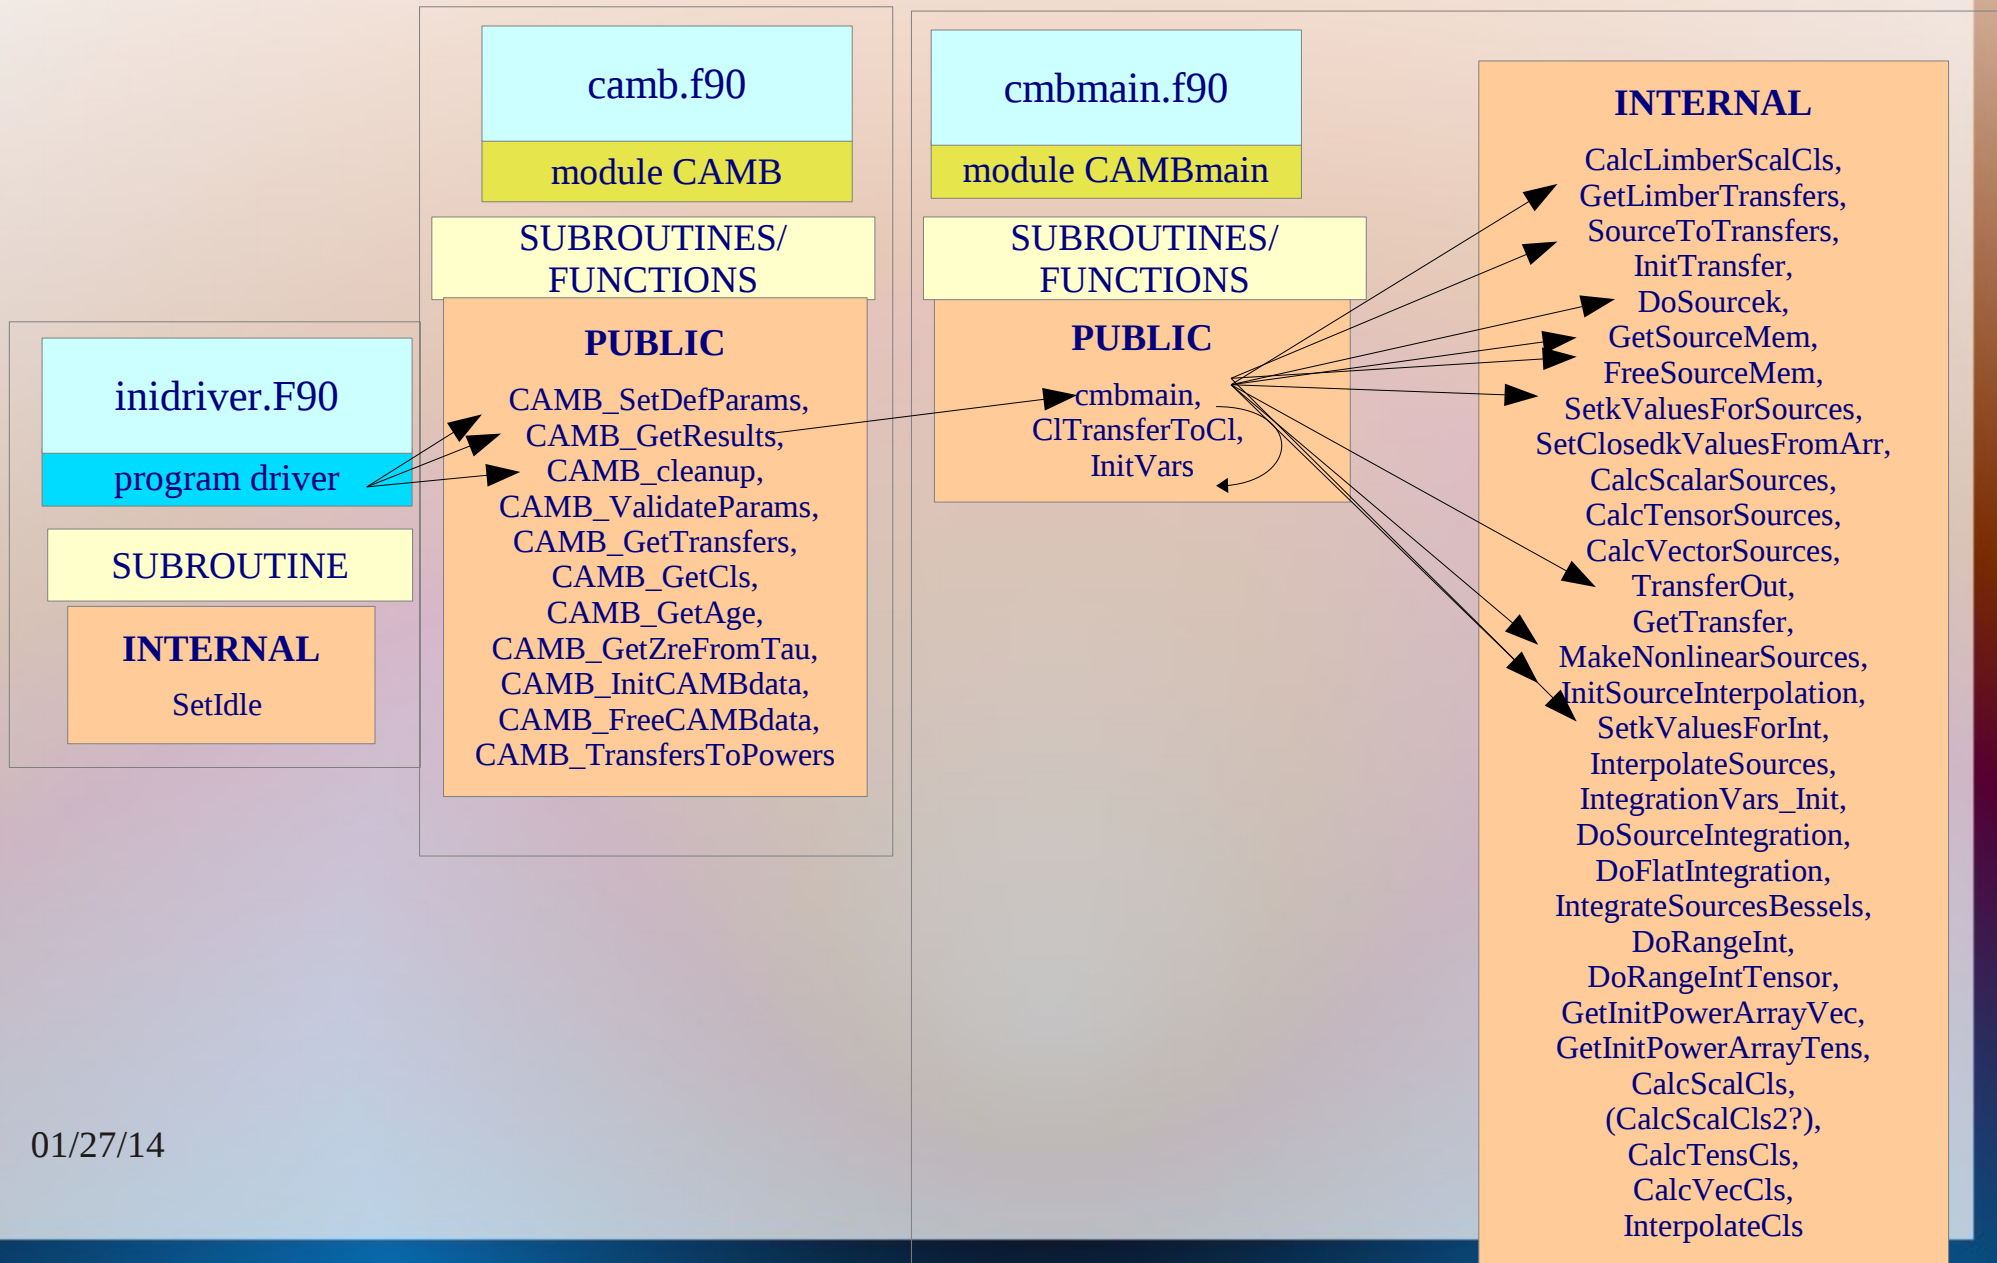 inidriver.F90
program driver
SUBROUTINE
INTERNAL
SetIdle
camb.f90
module CAMB
SUBROUTINES/
FUNCTIONS
PUBLIC
CAMB_SetDefParams,
CAMB_GetResults,
CAMB_cleanup,
CAMB_ValidateParams,
CAMB_GetTransfers,
CAMB_GetCls,
CAMB_GetAge,
CAMB_GetZreFromTau,
CAMB_InitCAMBdata,
CAMB_FreeCAMBdata,
CAMB_TransfersToPowers
cmbmain.f90
module CAMBmain
SUBROUTINES/
FUNCTIONS
PUBLIC
cmbmain,
ClTransferToCl,
InitVars
INTERNAL
CalcLimberScalCls,
GetLimberTransfers,
SourceToTransfers,
InitTransfer,
DoSourcek,
GetSourceMem,
FreeSourceMem,
SetkValuesForSources,
SetClosedkValuesFromArr,
CalcScalarSources,
CalcTensorSources,
CalcVectorSources,
TransferOut,
GetTransfer,
MakeNonlinearSources,
InitSourceInterpolation,
SetkValuesForInt,
InterpolateSources,
IntegrationVars_Init,
DoSourceIntegration,
DoFlatIntegration,
IntegrateSourcesBessels,
DoRangeInt,
DoRangeIntTensor,
GetInitPowerArrayVec,
GetInitPowerArrayTens,
CalcScalCls,
(CalcScalCls2?),
CalcTensCls,
CalcVecCls,
InterpolateCls
01/27/14